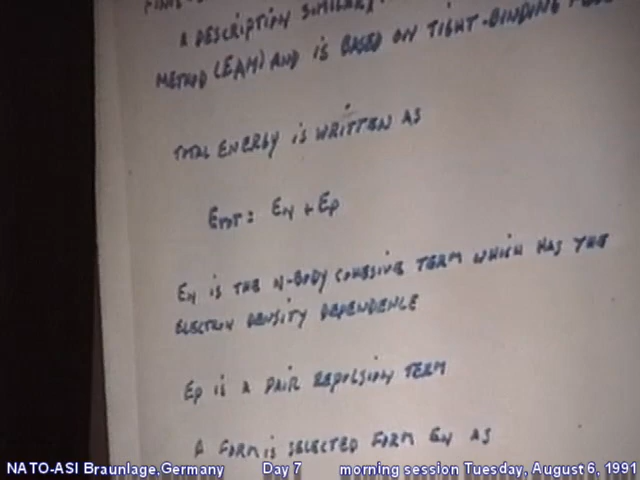 A DESCRIPTION SIMILAR
METHOD (EAM) AND IS BASED ON TIGHT-BINDING
TOTAL ENERGY IS WRITTEN AS
ETOT = EN + EP
EN IS THE N-BODY COHESIVE TERM WHICH HAS THE
ELECTRON DENSITY DEPENDENCE
EP IS A PAIR REPULSION TERM
A FORM IS SELECTED FORM EN AS
NATO-ASI Braunlage,Germany Day 7 morning session Tuesday, August 6, 1991